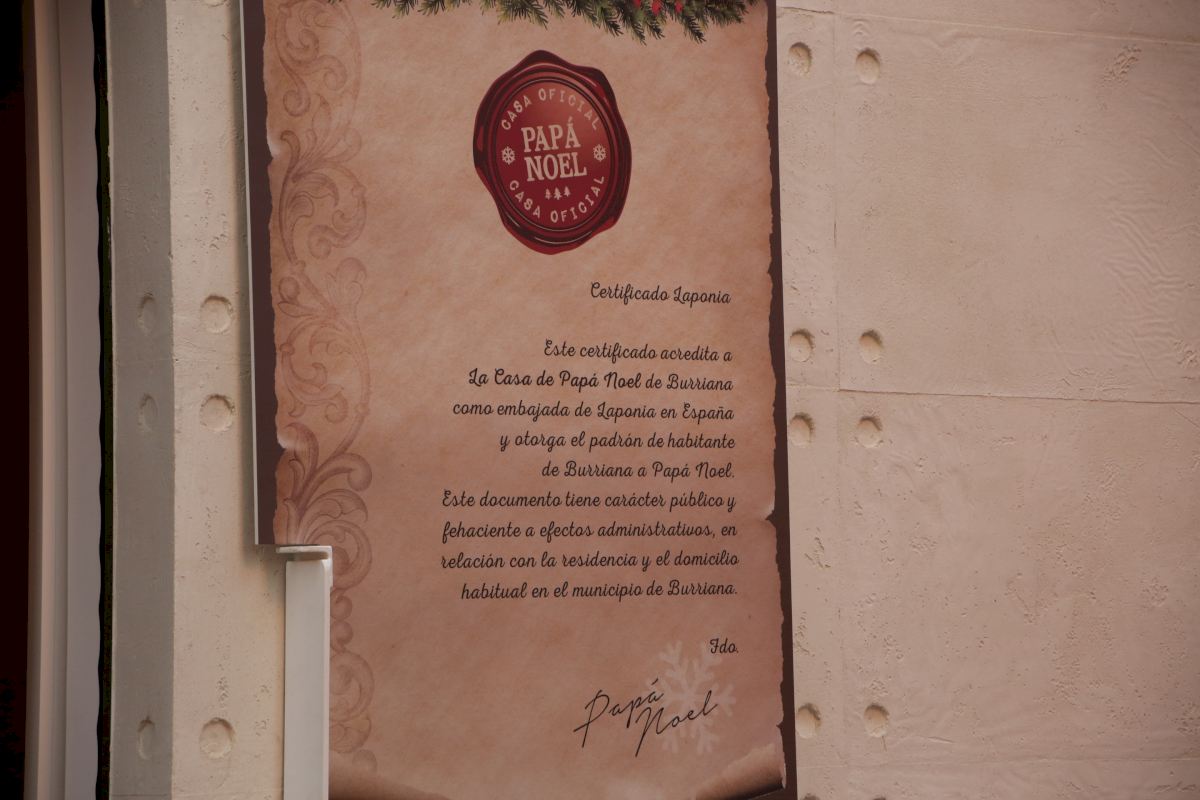 CASA OFICIAL
PAPÁ
NOEL
CASA OFICIAL
Certificado Laponia
Este certificado acredita a
La Casa de Papá Noel de Burriana
como embajada de Laponia en España
y otorga el padrón de habitante
de Burriana a Papá Noel.
Este documento tiene carácter público y
fehaciente a efectos administrativos, en
relación con la residencia y el domicilio
habitual en el municipio de Burriana.
Fdo.
Papá
Noel